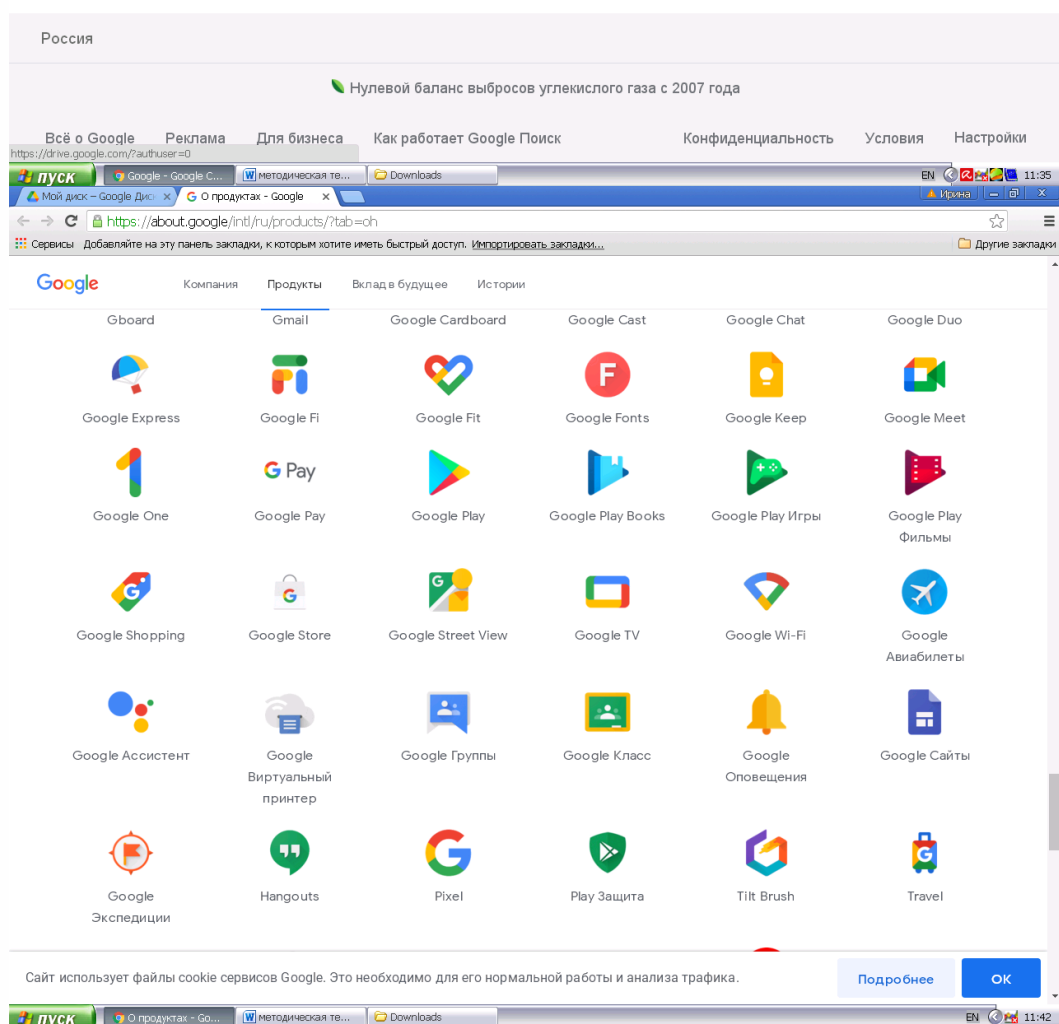 Россия
Нулевой баланс выбросов углекислого газа с 2007 года
Всё о Google Реклама Для бизнеса Как работает Google Поиск Конфиденциальность Условия Настройки
https://drive.google.com/?authuser=0
пуск Google - Google C... методическая те... Downloads EN 11:35
Мой диск – Google Дис× О продуктах - Google × Ирина
https://about.google/intl/ru/products/?tab=oh
Сервисы Добавляйте на эту панель закладки, к которым хотите иметь быстрый доступ. Импортировать закладки... Другие закладки
Google Компания Продукты Вклад в будущее Истории
Gboard Gmail Google Cardboard Google Cast Google Chat Google Duo
Google Express Google Fi Google Fit Google Fonts Google Keep Google Meet
G Pay
Google One Google Pay Google Play Google Play Books Google Play Игры Google Play
Фильмы
Google Shopping Google Store Google Street View Google TV Google Wi-Fi Google
Авиабилеты
Google Ассистент Google Google Группы Google Класс Google Google Сайты
Виртуальный Оповещения
принтер
Google Hangouts Pixel Play Защита Tilt Brush Travel
Экспедиции
Сайт использует файлы cookie сервисов Google. Это необходимо для его нормальной работы и анализа трафика. Подробнее ОК
пуск О продуктах - Go... методическая те... Downloads EN 11:42